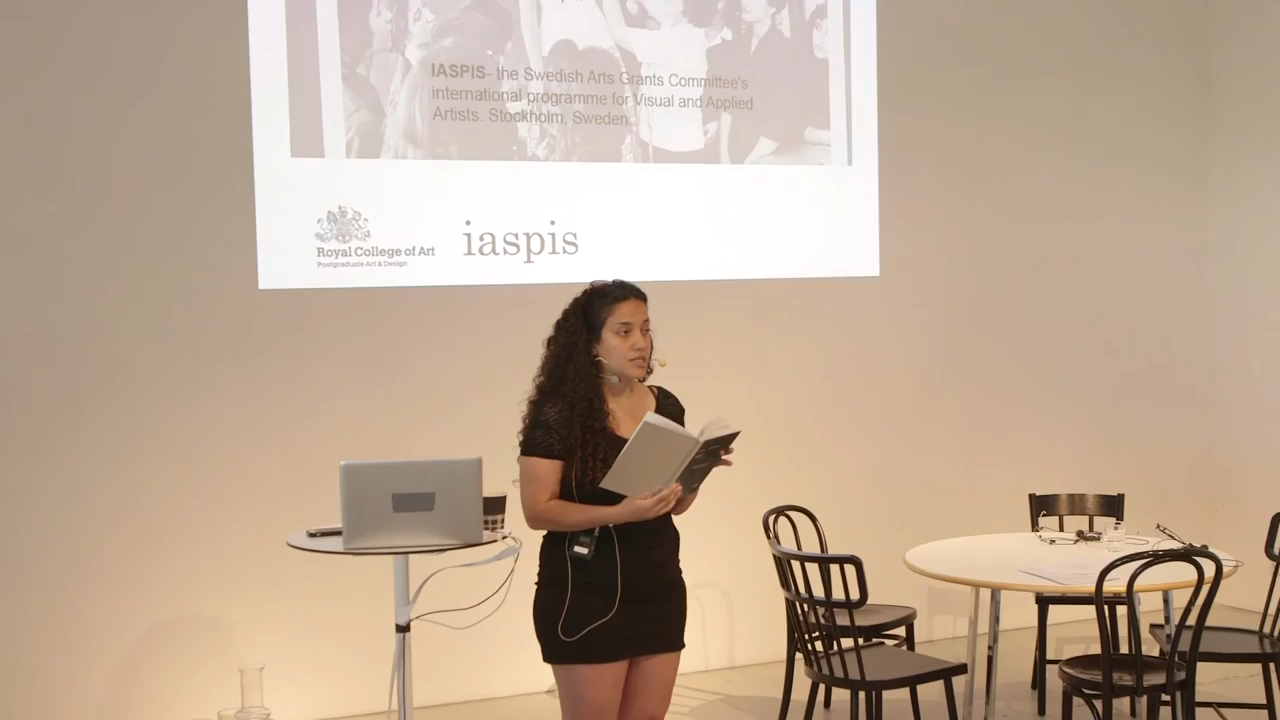 IASPIS- the Swedish Arts Grants Committee's
international programme for Visual and Applied
Artists. Stockholm, Sweden.
Royal College of Art
Postgraduate Art & Design
iaspis